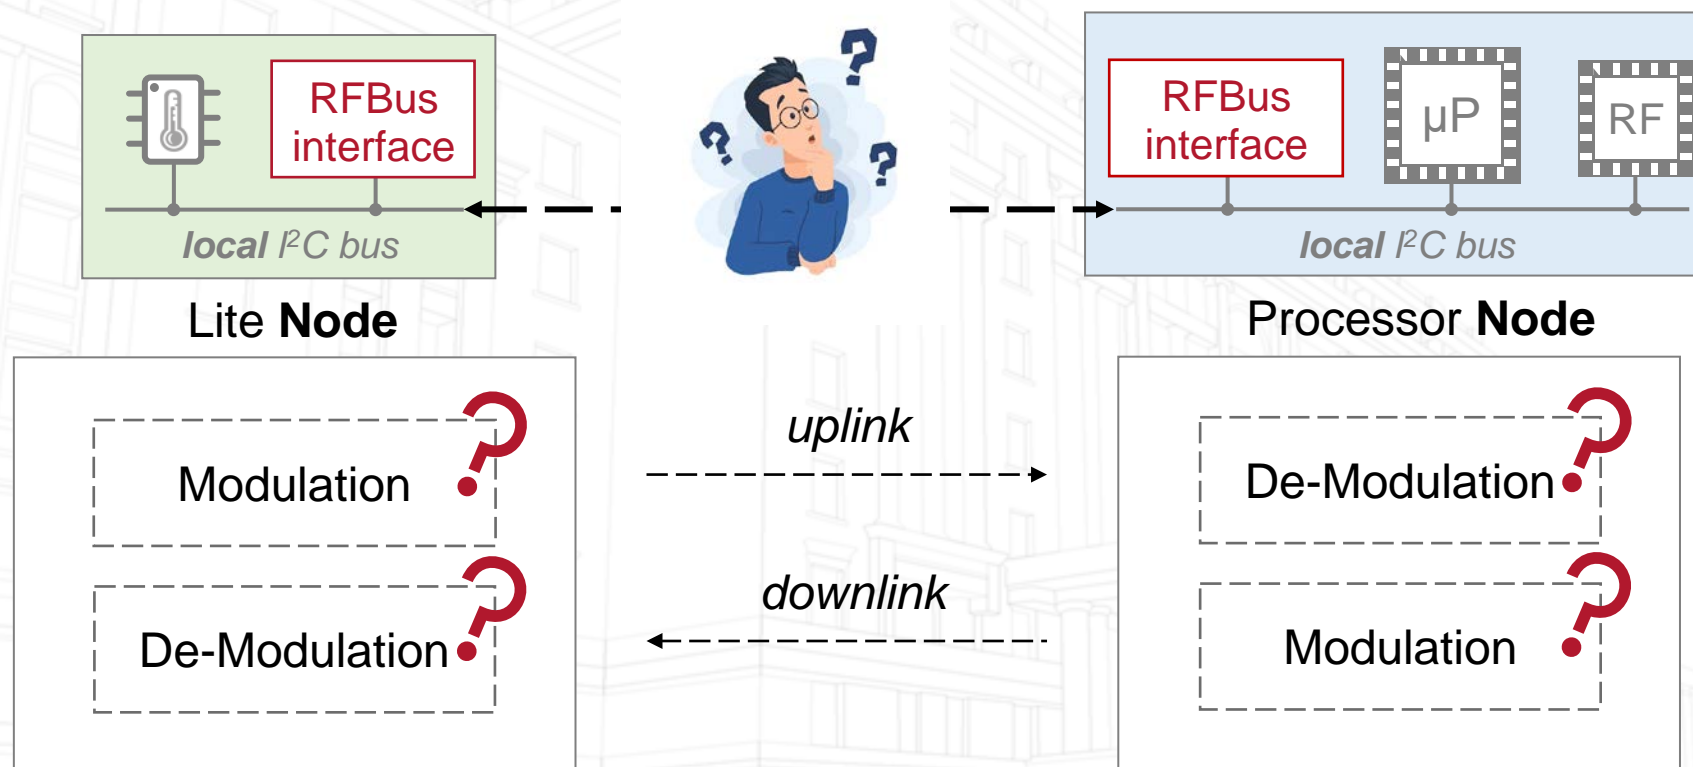 RFBus
interface
local I²C bus
Lite Node
?
?
?
RFBus
interface
µP
RF
local I²C bus
Processor Node
Modulation ?
De-Modulation ?
uplink
downlink
De-Modulation ?
Modulation ?